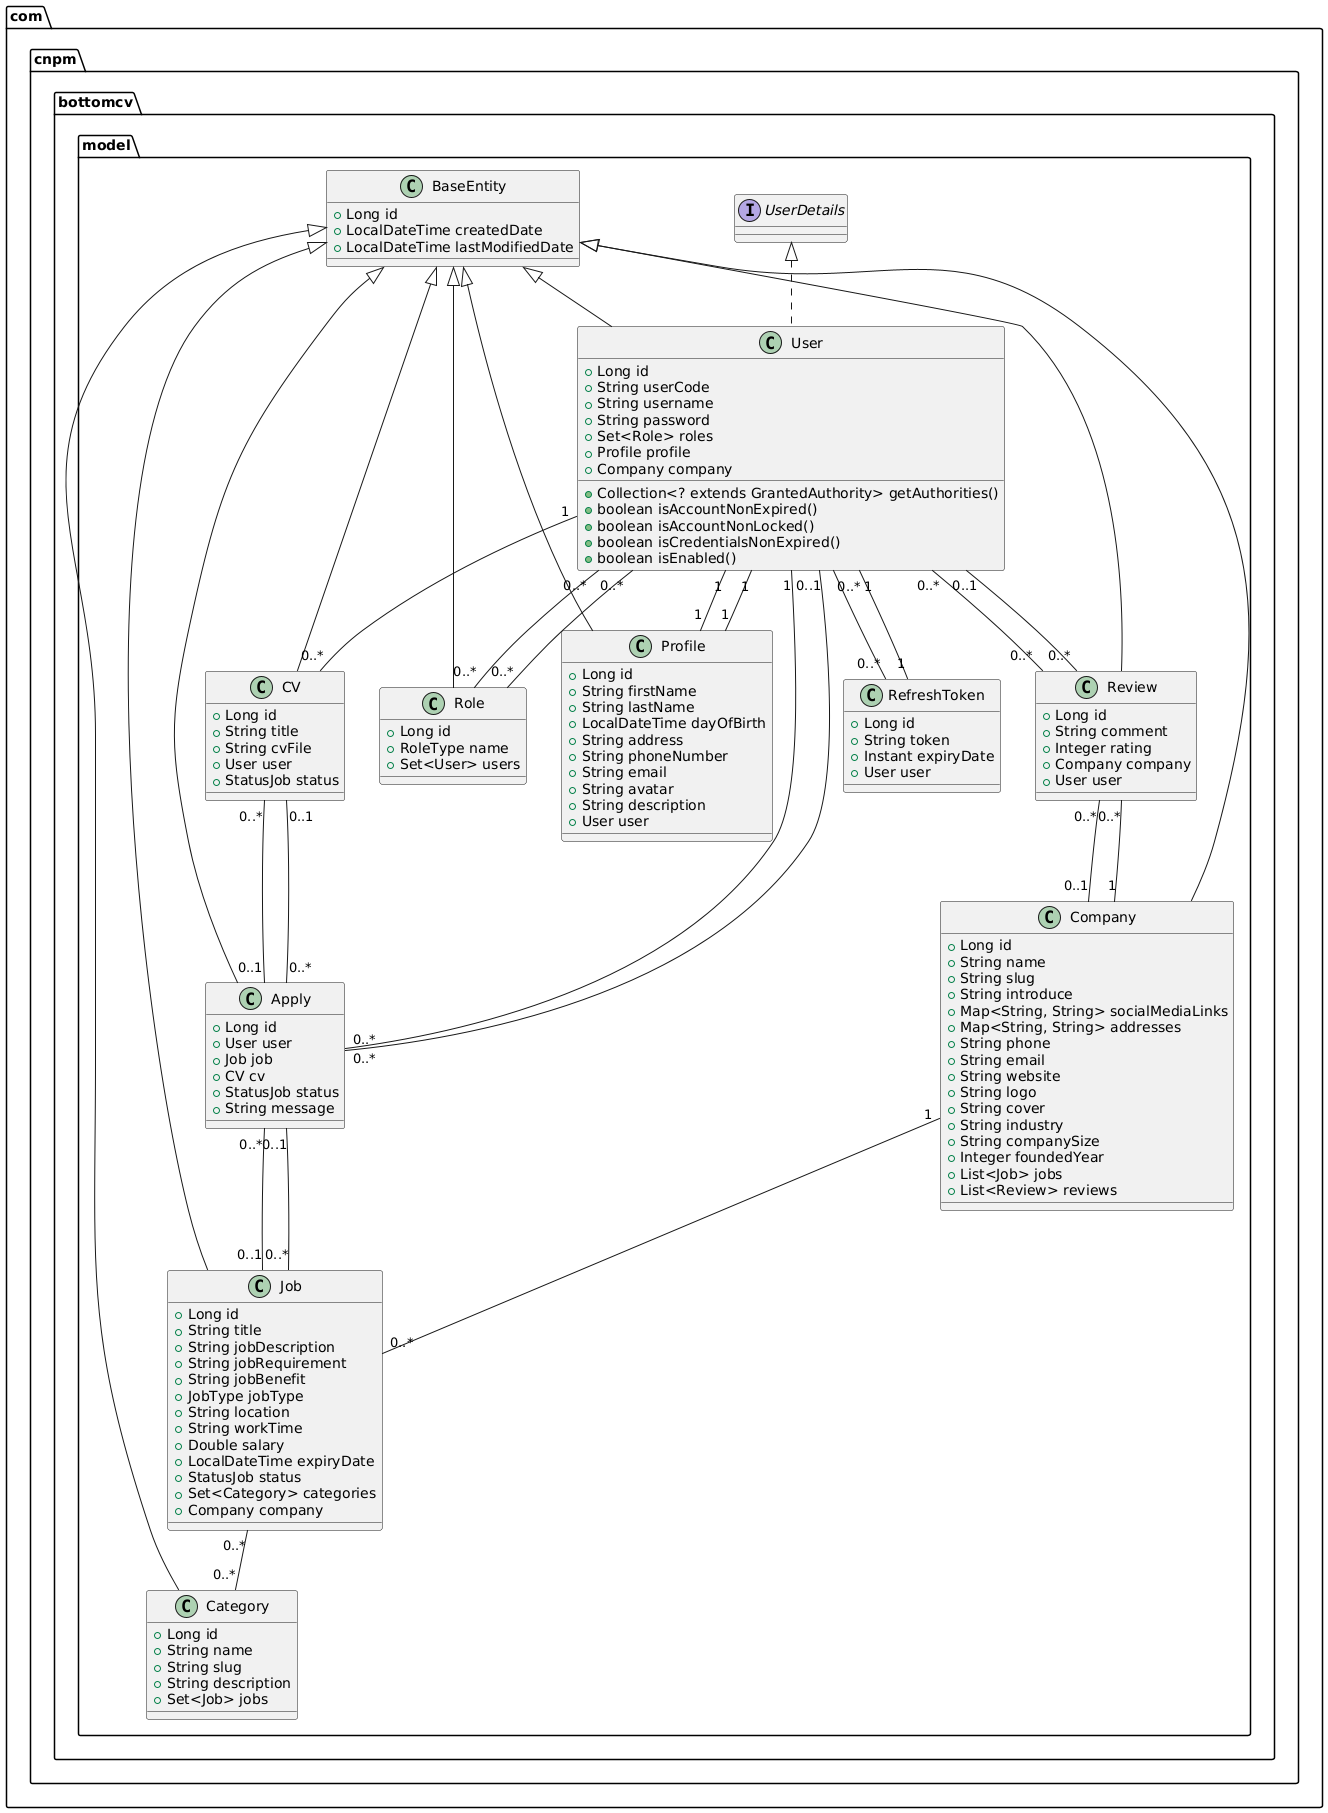 com
cnpm
bottomcv
model
C BaseEntity
Long id
LocalDateTime createdDate
LocalDateTime lastModifiedDate
I UserDetails
C User
Long id
String userCode
String username
String password
Set<Role> roles
Profile profile
Company company
Collection<? extends GrantedAuthority> getAuthorities()
boolean isAccountNonExpired()
boolean isAccountNonLocked()
boolean isCredentialsNonExpired()
boolean isEnabled()
1
0..*
0..*
1
1
1
0..1
0..*
1
0..*
0..1
0..*
0..*
0..*
1
1
0..*
1
0..*
0..*
C CV
Long id
String title
String cvFile
User user
StatusJob status
C Role
Long id
RoleType name
Set<User> users
C Profile
Long id
String firstName
String lastName
LocalDateTime dayOfBirth
String address
String phoneNumber
String email
String avatar
String description
User user
C RefreshToken
Long id
String token
Instant expiryDate
User user
C Review
Long id
String comment
Integer rating
Company company
User user
0..*
0..1
0..*
0..*
0..1
1
0..1
0..*
C Apply
Long id
User user
Job job
CV cv
StatusJob status
String message
0..*
0..*
C Company
Long id
String name
String slug
String introduce
Map<String, String> socialMediaLinks
Map<String, String> addresses
String phone
String email
String website
String logo
String cover
String industry
String companySize
Integer foundedYear
List<Job> jobs
List<Review> reviews
1
0..*
0..1
0..1
0..*
0..*
C Job
Long id
String title
String jobDescription
String jobRequirement
String jobBenefit
JobType jobType
String location
String workTime
Double salary
LocalDateTime expiryDate
StatusJob status
Set<Category> categories
Company company
0..*
0..*
C Category
Long id
String name
String slug
String description
Set<Job> jobs